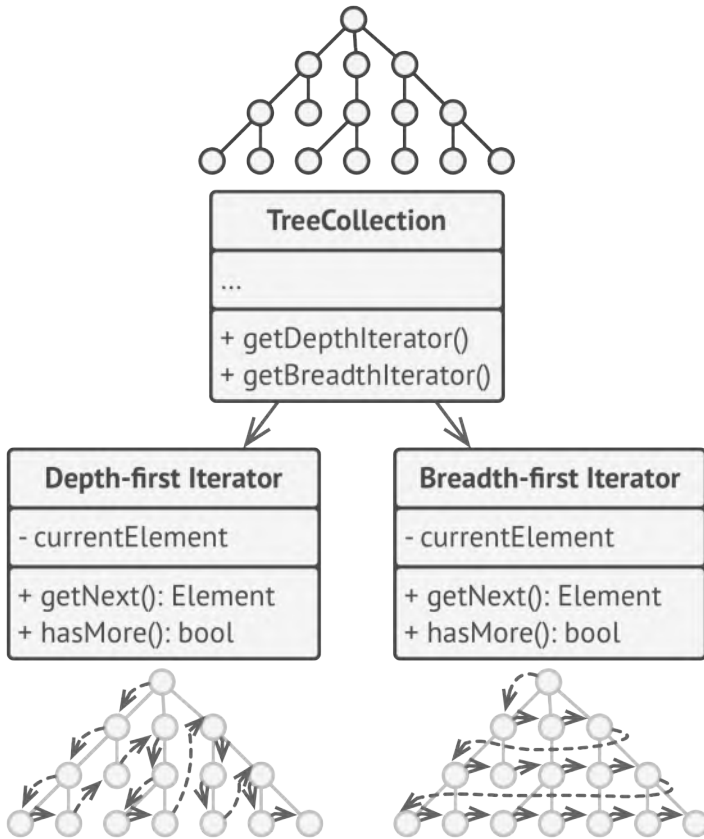 TreeCollection
...
+ getDepthIterator()
+ getBreadthIterator()
Depth-first Iterator
- currentElement
+ getNext(): Element
+ hasMore(): bool
Breadth-first Iterator
- currentElement
+ getNext(): Element
+ hasMore(): bool